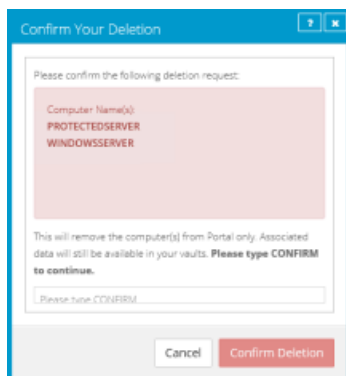 Confirm Your Deletion
? x
Please confirm the following deletion request:
Computer Name(s):
PROTECTEDSERVER
WINDOWSSERVER
This will remove the computer(s) from Portal only. Associated
data will still be available in your vaults. Please type CONFIRM
to continue.
Please type CONFIRM
Cancel
Confirm Deletion